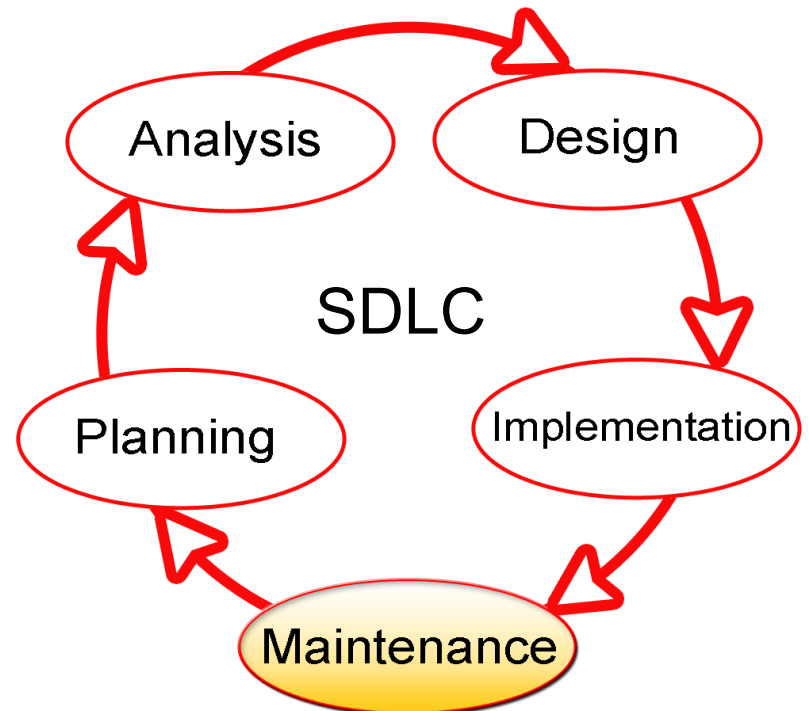 Analysis
Design
SDLC
Planning
Implementation
Maintenance